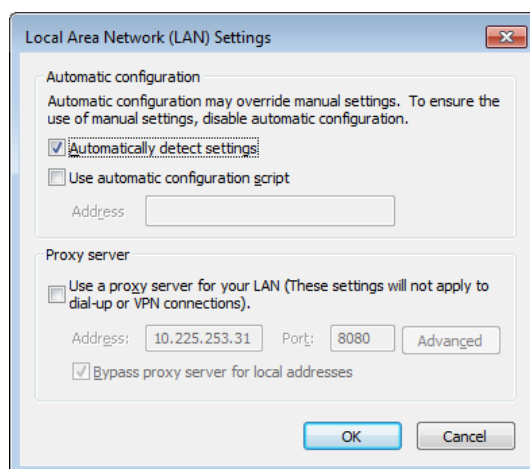 Local Area Network (LAN) Settings
Automatic configuration
Automatic configuration may override manual settings. To ensure the
use of manual settings, disable automatic configuration.
Automatically detect settings
Use automatic configuration script
Address
Proxy server
Use a proxy server for your LAN (These settings will not apply to
dial-up or VPN connections).
Address: 10.225.253.31 Port: 8080 Advanced
Bypass proxy server for local addresses
OK Cancel